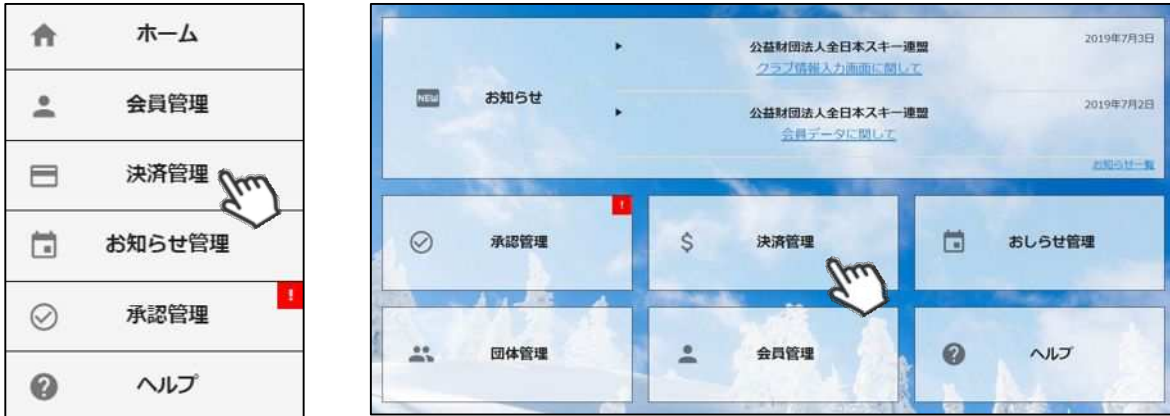 ホーム
会員管理
決済管理
お知らせ管理
!
承認管理
ヘルプ
2019年7月3日
公益財団法人全日本スキー連盟
クラブ情報入力画面に関して
NEW お知らせ
2019年7月2日
公益財団法人全日本スキー連盟
会員データに関して
お知らせ一覧
!
承認管理
$ 決済管理
おしらせ管理
団体管理
会員管理
? ヘルプ